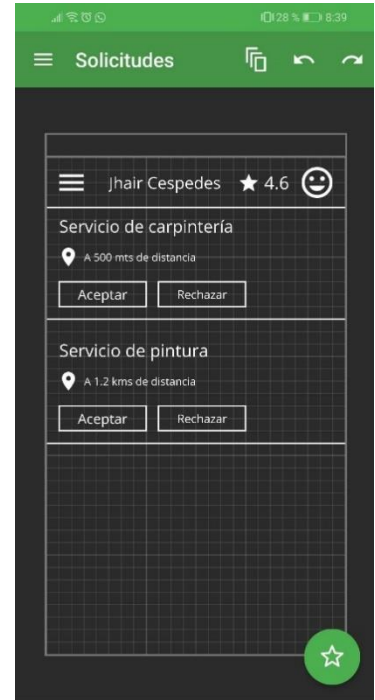 28 % 8:39
Solicitudes
Jhair Cespedes 4.6
Servicio de carpintería
A 500 mts de distancia
Aceptar Rechazar
Servicio de pintura
A 1.2 kms de distancia
Aceptar Rechazar